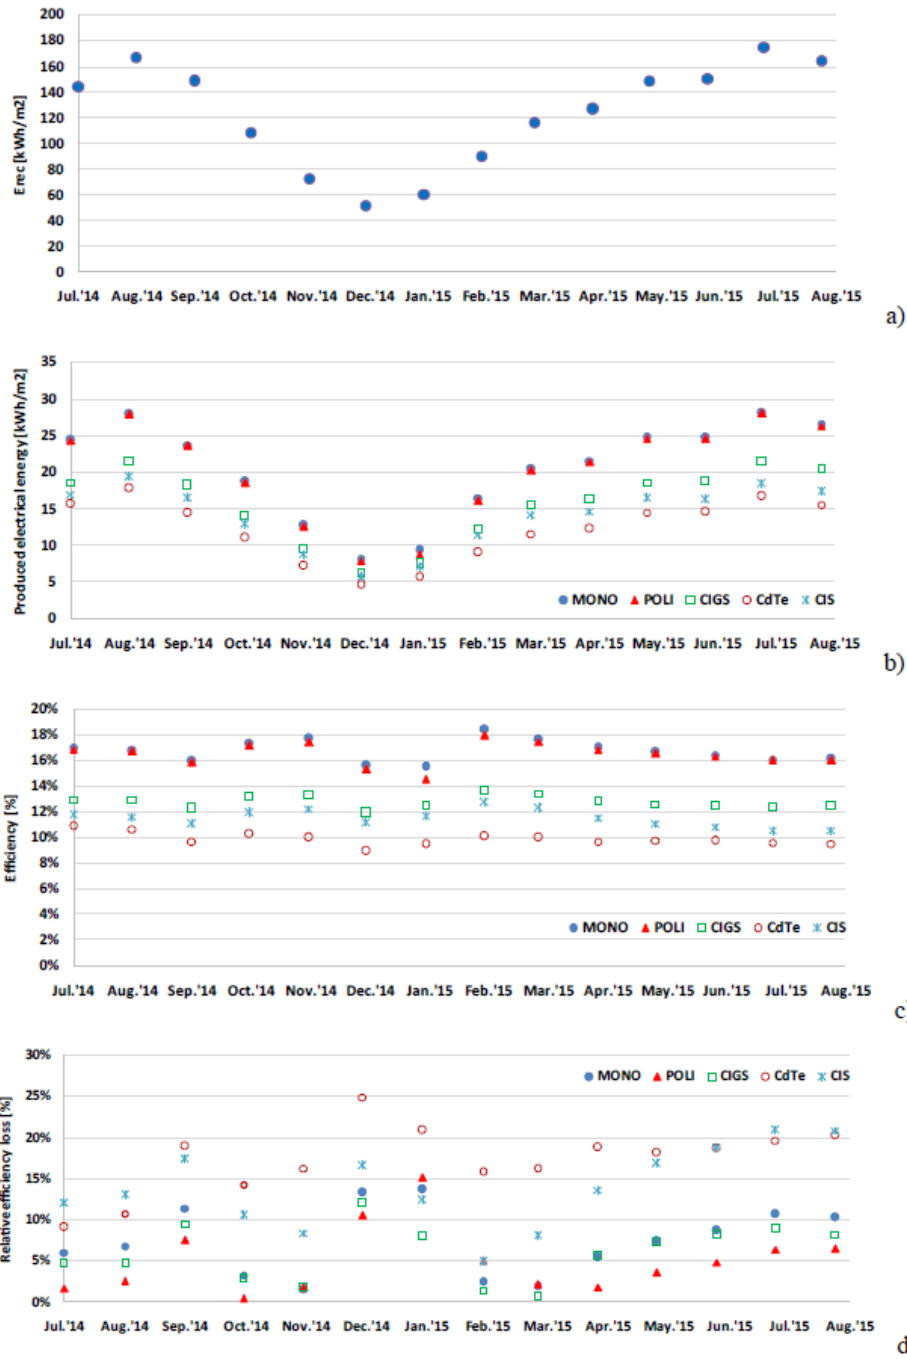 200
180
160
140
120
100
80
60
40
20
0
Erec [kWh/m2]
Jul.'14 Aug.'14 Sep.'14 Oct.'14 Nov.'14 Dec.'14 Jan.'15 Feb.'15 Mar.'15 Apr.'15 May.'15 Jun.'15 Jul.'15 Aug.'15
a)
35
30
25
20
15
10
5
0
Produced electrical energy [kWh/m2]
MONO POLI CIGS CdTe CIS
Jul.'14 Aug.'14 Sep.'14 Oct.'14 Nov.'14 Dec.'14 Jan.'15 Feb.'15 Mar.'15 Apr.'15 May.'15 Jun.'15 Jul.'15 Aug.'15
b)
20%
18%
16%
14%
12%
10%
8%
6%
4%
2%
0%
Efficiency [%]
MONO POLI CIGS CdTe CIS
Jul.'14 Aug.'14 Sep.'14 Oct.'14 Nov.'14 Dec.'14 Jan.'15 Feb.'15 Mar.'15 Apr.'15 May.'15 Jun.'15 Jul.'15 Aug.'15
c)
30%
25%
20%
15%
10%
5%
0%
Relative efficiency loss [%]
MONO POLI CIGS CdTe CIS
Jul.'14 Aug.'14 Sep.'14 Oct.'14 Nov.'14 Dec.'14 Jan.'15 Feb.'15 Mar.'15 Apr.'15 May.'15 Jun.'15 Jul.'15 Aug.'15
d